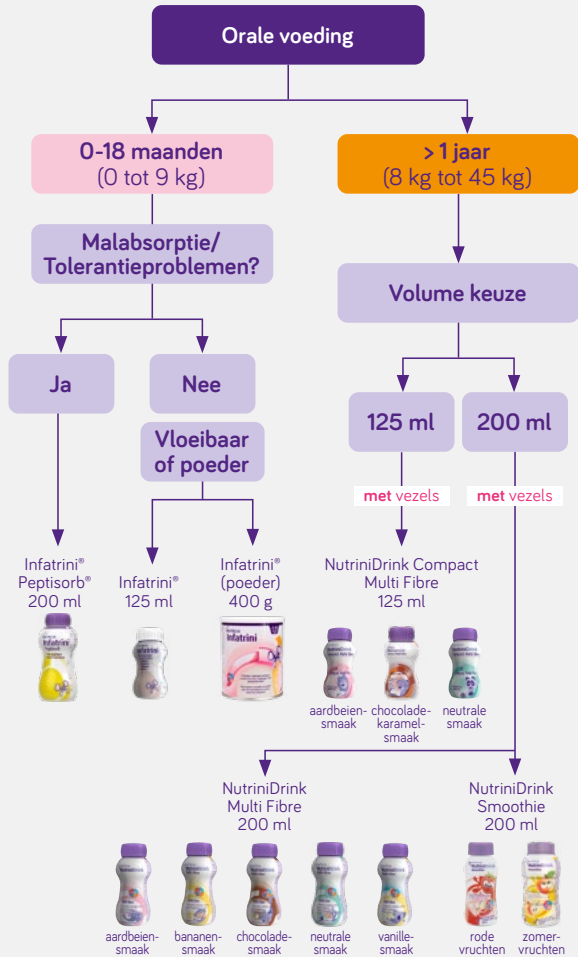 Orale voeding
0-18 maanden
(0 tot 9 kg)
> 1 jaar
(8 kg tot 45 kg)
Malabsorptie/
Tolerantieproblemen?
Volume keuze
Ja
Nee
125 ml
200 ml
Vloeibaar
of poeder
met vezels
met vezels
Infatrini®
Peptisorb®
200 ml
Infatrini®
125 ml
Infatrini®
(poeder)
400 g
NutriniDrink Compact
Multi Fibre
125 ml
Infatrini
Infatrini
Infatrini
aardbeien-
smaak
chocolade-
karamel-
smaak
neutrale
smaak
NutriniDrink
Multi Fibre
200 ml
NutriniDrink
Smoothie
200 ml
aardbeien-
smaak
bananen-
smaak
chocolade-
smaak
neutrale
smaak
vanille-
smaak
rode
vruchten
zomer-
vruchten